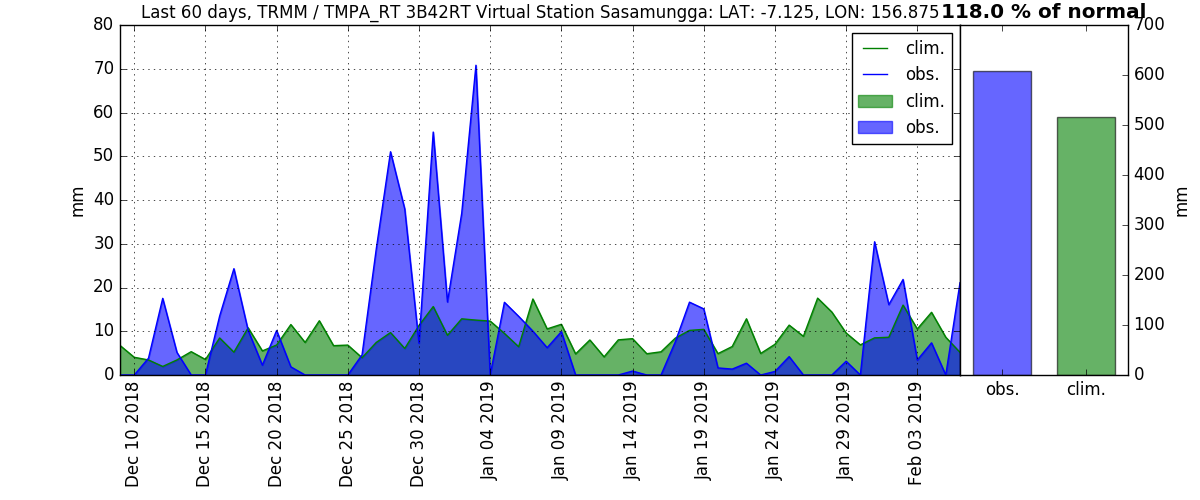 Last 60 days, TRMM / TMPA_RT 3B42RT Virtual Station Sasamungga: LAT: -7.125, LON: 156.875
118.0 % of normal
80
70
60
50
40
30
20
10
0
mm
clim.
obs.
clim.
obs.
700
600
500
400
300
200
100
0
mm
Dec 10 2018
Dec 15 2018
Dec 20 2018
Dec 25 2018
Dec 30 2018
Jan 04 2019
Jan 09 2019
Jan 14 2019
Jan 19 2019
Jan 24 2019
Jan 29 2019
Feb 03 2019
obs.
clim.